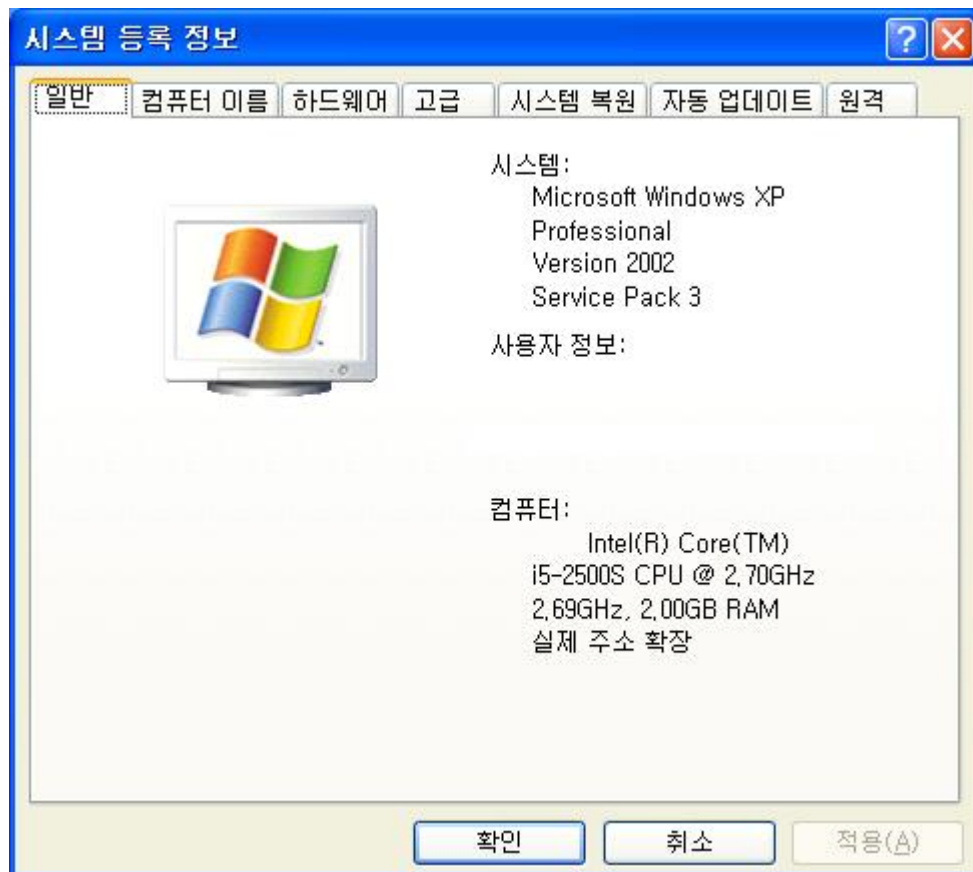 시스템 등록 정보
일반 컴퓨터 이름 하드웨어 고급 시스템 복원 자동 업데이트 원격
시스템:
Microsoft Windows XP
Professional
Version 2002
Service Pack 3
사용자 정보:
컴퓨터:
Intel(R) Core(TM)
i5-2500S CPU @ 2.70GHz
2.69GHz, 2.00GB RAM
실제 주소 확장
확인 취소 적용(A)